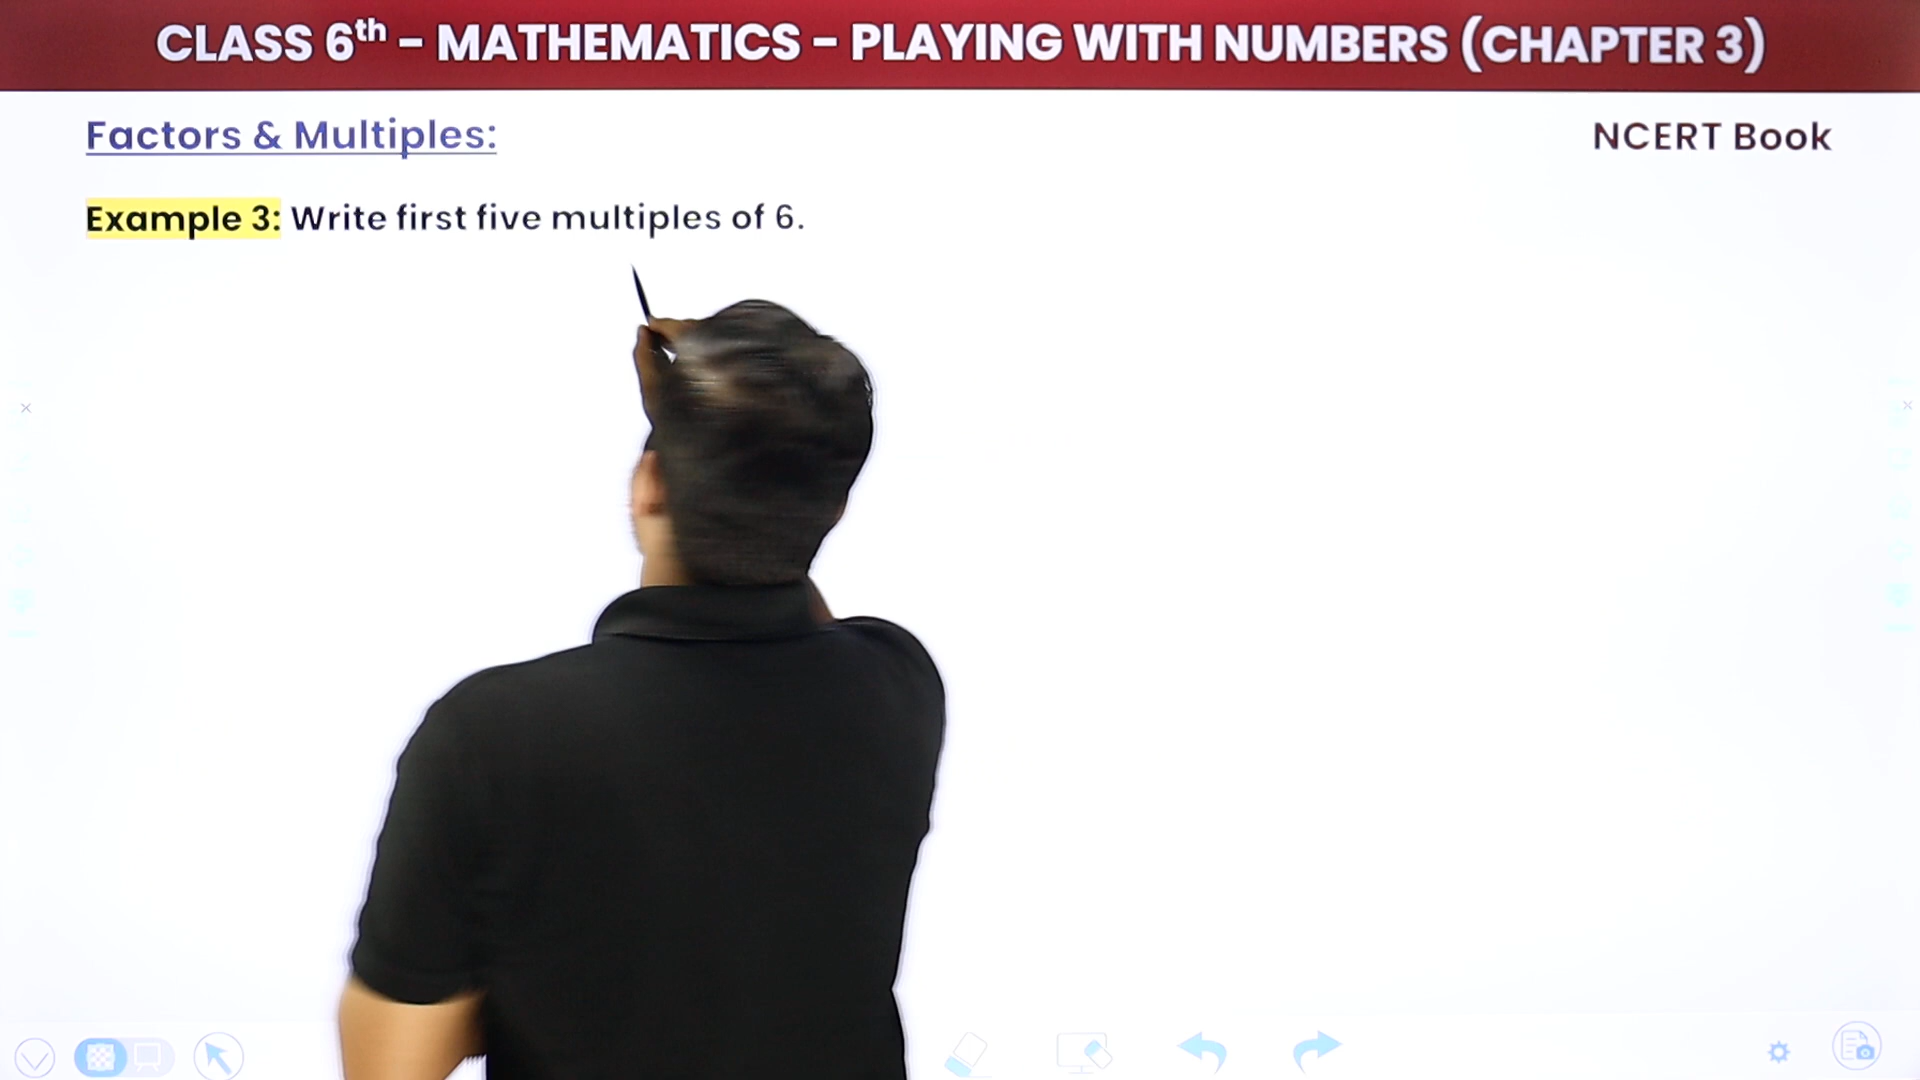 CLASS 6th - MATHEMATICS - PLAYING WITH NUMBERS (CHAPTER 3)
Factors & Multiples:
NCERT Book
Example 3: Write first five multiples of 6.